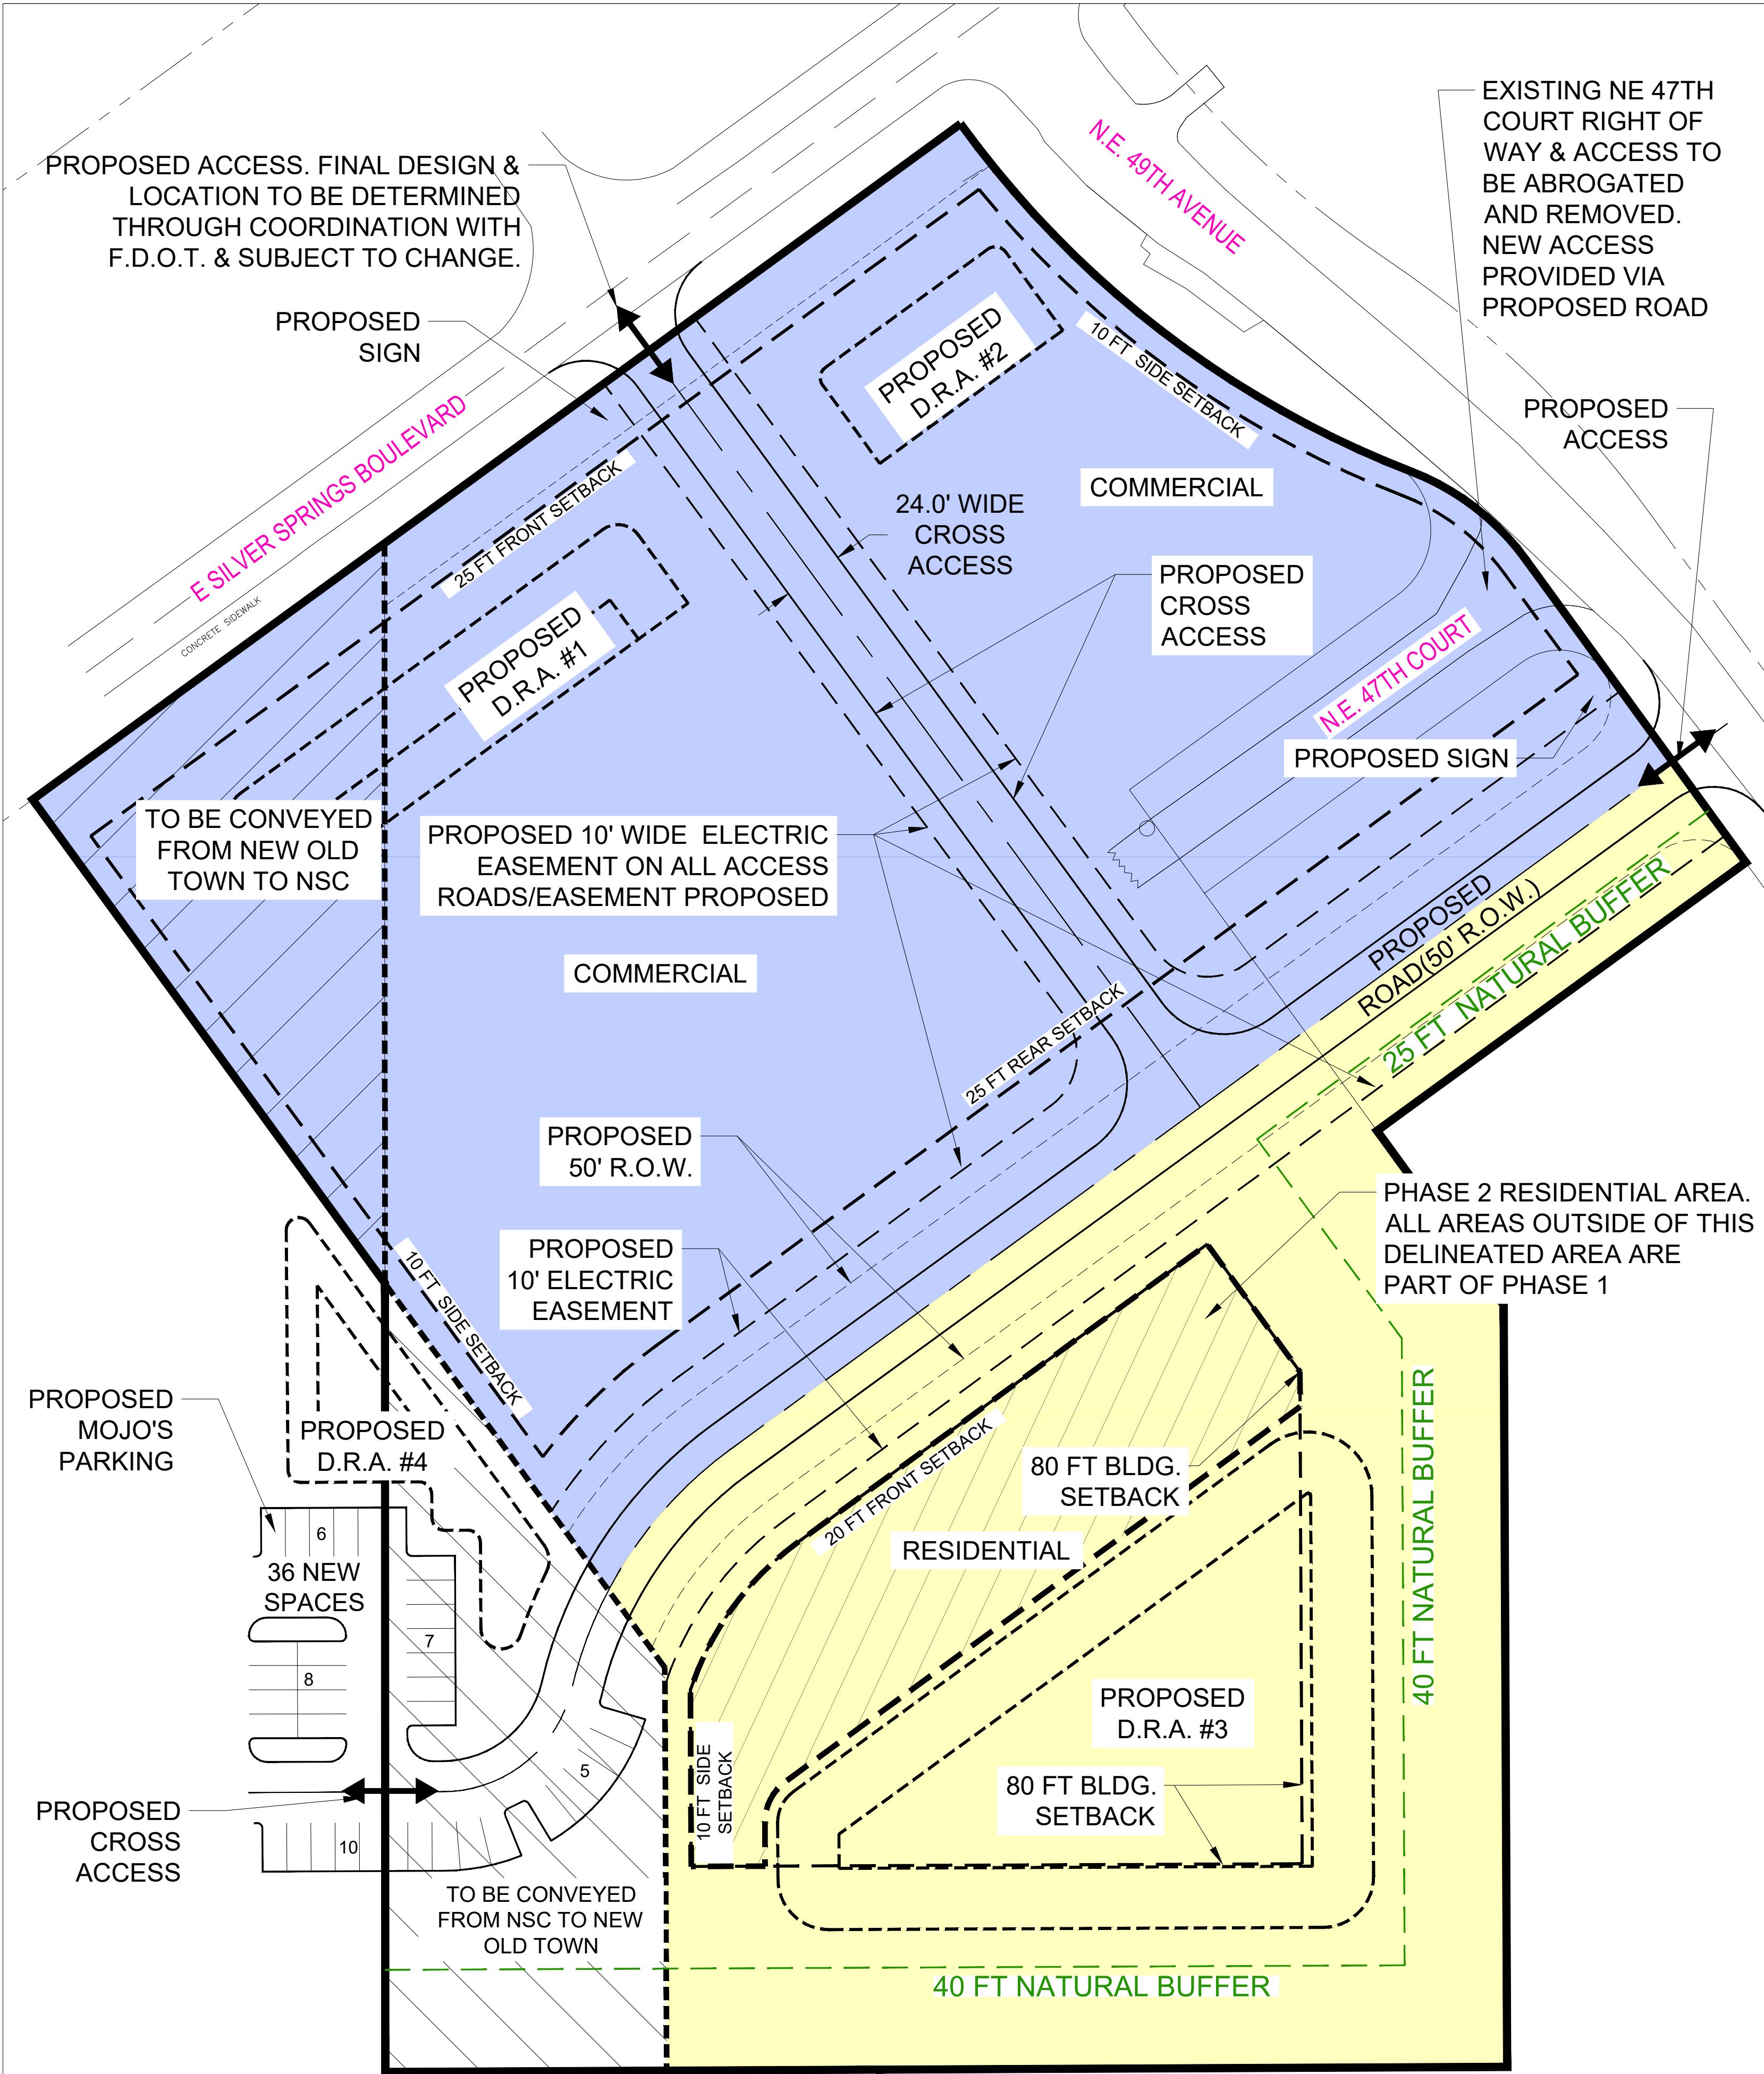 PROPOSED ACCESS. FINAL DESIGN &
LOCATION TO BE DETERMINED
THROUGH COORDINATION WITH
F.D.O.T. & SUBJECT TO CHANGE.
N.E. 49TH AVENUE
EXISTING NE 47TH
COURT RIGHT OF
WAY & ACCESS TO
BE ABROGATED
AND REMOVED.
NEW ACCESS
PROVIDED VIA
PROPOSED ROAD
PROPOSED
SIGN
PROPOSED
D.R.A. #2
10 FT SIDE SETBACK
PROPOSED
ACCESS
E SILVER SPRINGS BOULEVARD
CONCRETE SIDEWALK
25 FT FRONT SETBACK
COMMERCIAL
24.0' WIDE
CROSS
ACCESS
PROPOSED
CROSS
ACCESS
PROPOSED
D.R.A. #1
N.E. 47TH COURT
PROPOSED SIGN
TO BE CONVEYED
FROM NEW OLD
TOWN TO NSC
PROPOSED 10' WIDE ELECTRIC
EASEMENT ON ALL ACCESS
ROADS/EASEMENT PROPOSED
COMMERCIAL
PROPOSED
ROAD(50' R.O.W.)
25 FT NATURAL BUFFER
25 FT REAR SETBACK
PROPOSED
50' R.O.W.
PROPOSED
10' ELECTRIC
EASEMENT
PHASE 2 RESIDENTIAL AREA.
ALL AREAS OUTSIDE OF THIS
DELINEATED AREA ARE
PART OF PHASE 1
10 FT SIDE SETBACK
PROPOSED
MOJO'S
PARKING
PROPOSED
D.R.A. #4
20 FT FRONT SETBACK
80 FT BLDG.
SETBACK
RESIDENTIAL
40 FT NATURAL BUFFER
6
36 NEW
SPACES
7
8
5
10
PROPOSED
D.R.A. #3
10 FT SIDE
SETBACK
80 FT BLDG.
SETBACK
PROPOSED
CROSS
ACCESS
TO BE CONVEYED
FROM NSC TO NEW
OLD TOWN
40 FT NATURAL BUFFER